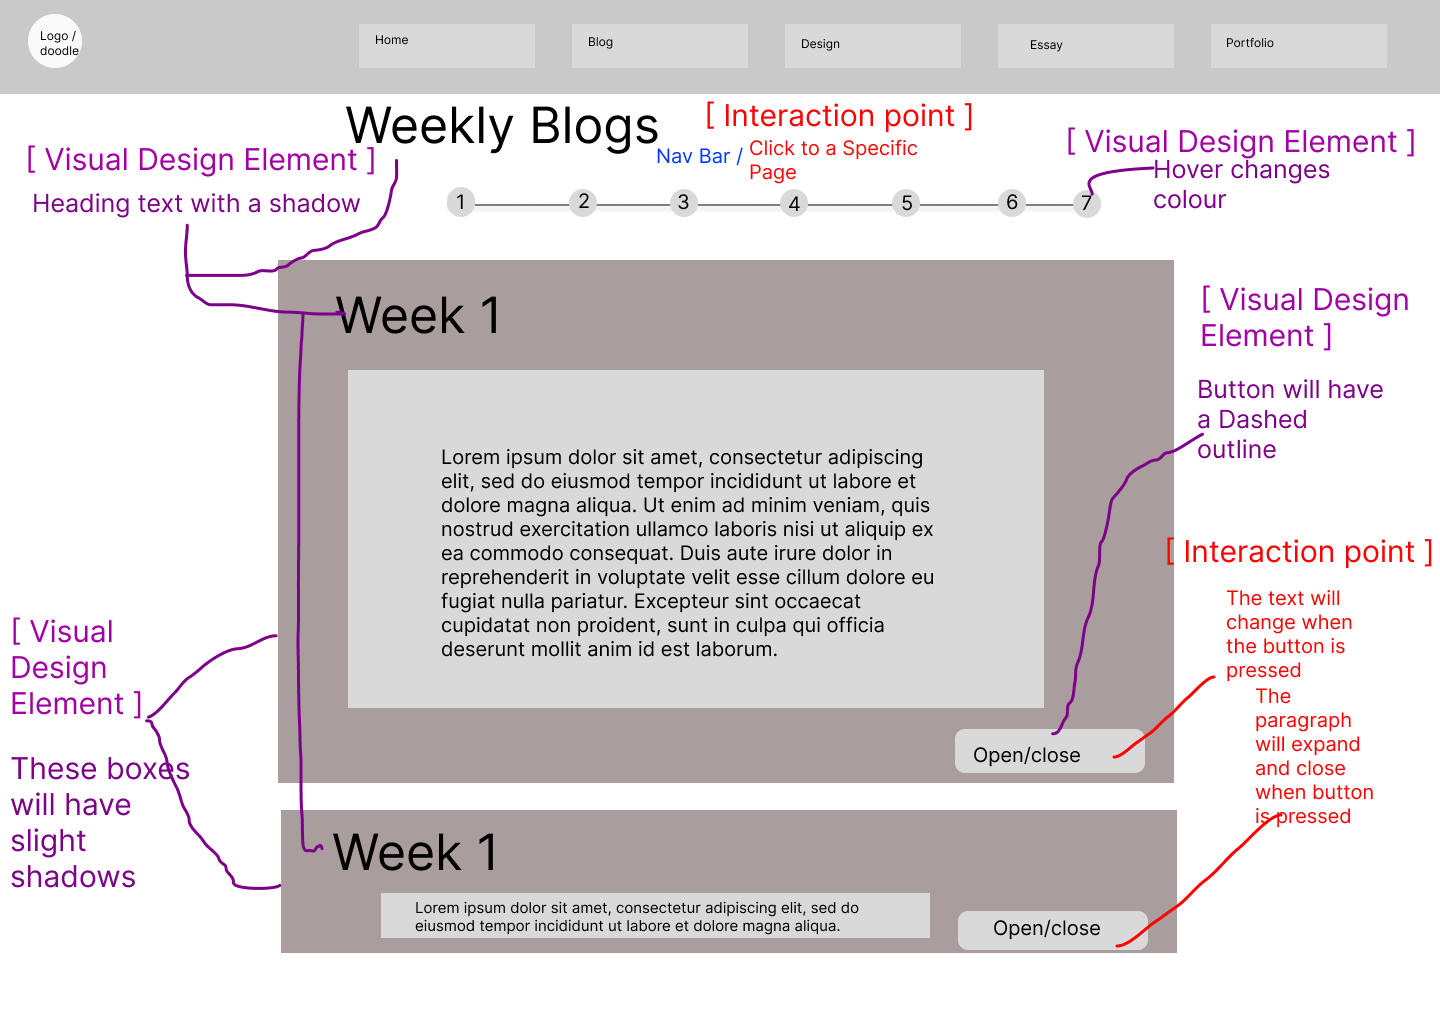 Logo /
doodle
Home
Blog
Design
Essay
Portfolio
Weekly Blogs
[ Interaction point ]
Nav Bar /
Click to a Specific
Page
[ Visual Design Element ]
Heading text with a shadow
[ Visual Design Element ]
Hover changes
colour
1
2
3
4
5
6
7
Week 1
[ Visual Design
Element ]
Button will have
a Dashed
outline
Lorem ipsum dolor sit amet, consectetur adipiscing
elit, sed do eiusmod tempor incididunt ut labore et
dolore magna aliqua. Ut enim ad minim veniam, quis
nostrud exercitation ullamco laboris nisi ut aliquip ex
ea commodo consequat. Duis aute irure dolor in
reprehenderit in voluptate velit esse cillum dolore eu
fugiat nulla pariatur. Excepteur sint occaecat
cupidatat non proident, sunt in culpa qui officia
deserunt mollit anim id est laborum.
[ Interaction point ]
The text will
change when
the button is
pressed
The
paragraph
will expand
and close
when button
is pressed
Open/close
[ Visual
Design
Element ]
These boxes
will have
slight
shadows
Week 1
Lorem ipsum dolor sit amet, consectetur adipiscing elit, sed do
eiusmod tempor incididunt ut labore et dolore magna aliqua.
Open/close